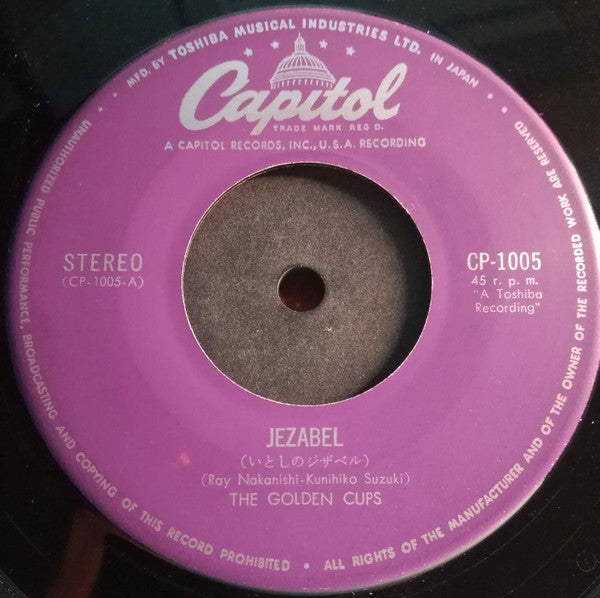 MFD. BY TOSHIBA MUSICAL INDUSTRIES LTD. IN JAPAN
Capitol
TRADE MARK REG D.
A CAPITOL RECORDS, INC., U.S.A. RECORDING
STEREO
(CP-1005-A)
CP-1005
45 r. p. m.
"A Toshiba
Recording"
JEZABEL
(いとしのジザベル)
(Ray Nakanishi-Kunihiko Suzuki)
THE GOLDEN CUPS
UNAUTHORIZED PUBLIC PERFORMANCE, BROADCASTING AND COPYING OF THIS RECORD PROHIBITED • ALL RIGHTS OF THE MANUFACTURER AND OF THE OWNER OF THE RECORDED WORK ARE RESERVED